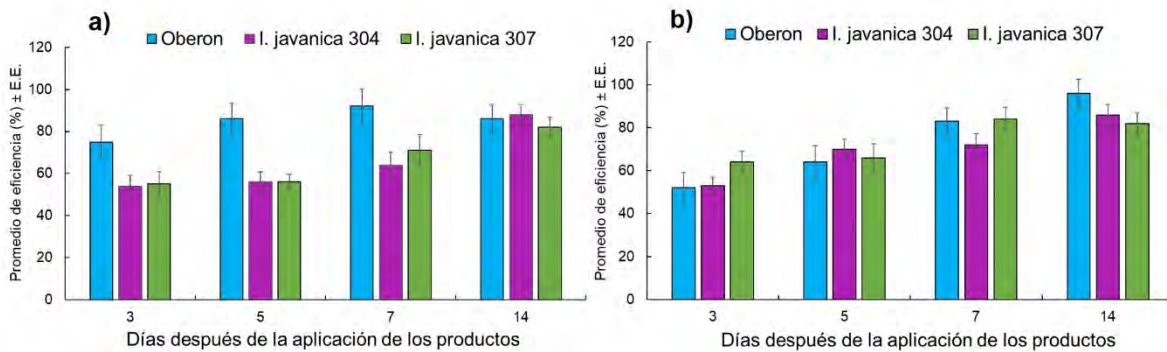 a)
Oberon I. javanica 304 I. javanica 307
Promedio de eficiencia (%) ± E.E.
120
100
80
60
40
20
0
3 5 7 14
Días después de la aplicación de los productos
b)
Oberon I. javanica 304 I. javanica 307
Promedio de eficiencia (%) ± E.E.
120
100
80
60
40
20
0
3 5 7 14
Días después de la aplicación de los productos